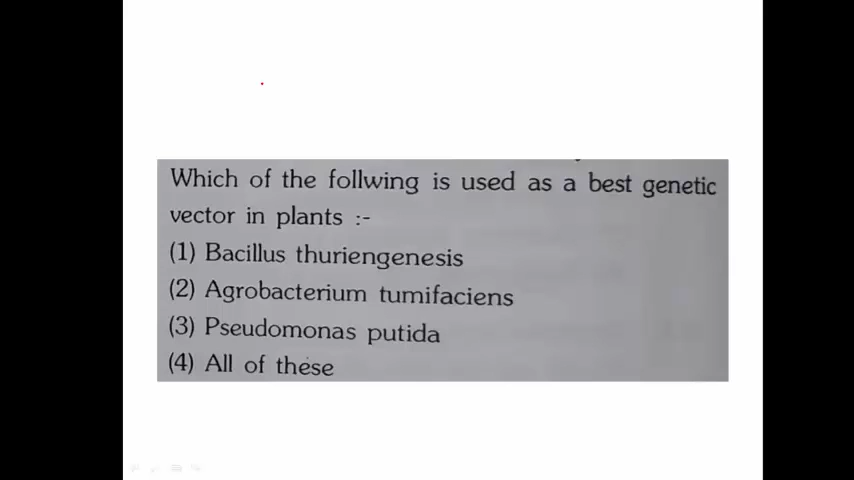 Which of the follwing is used as a best genetic
vector in plants :-
(1) Bacillus thuriengenesis
(2) Agrobacterium tumifaciens
(3) Pseudomonas putida
(4) All of these